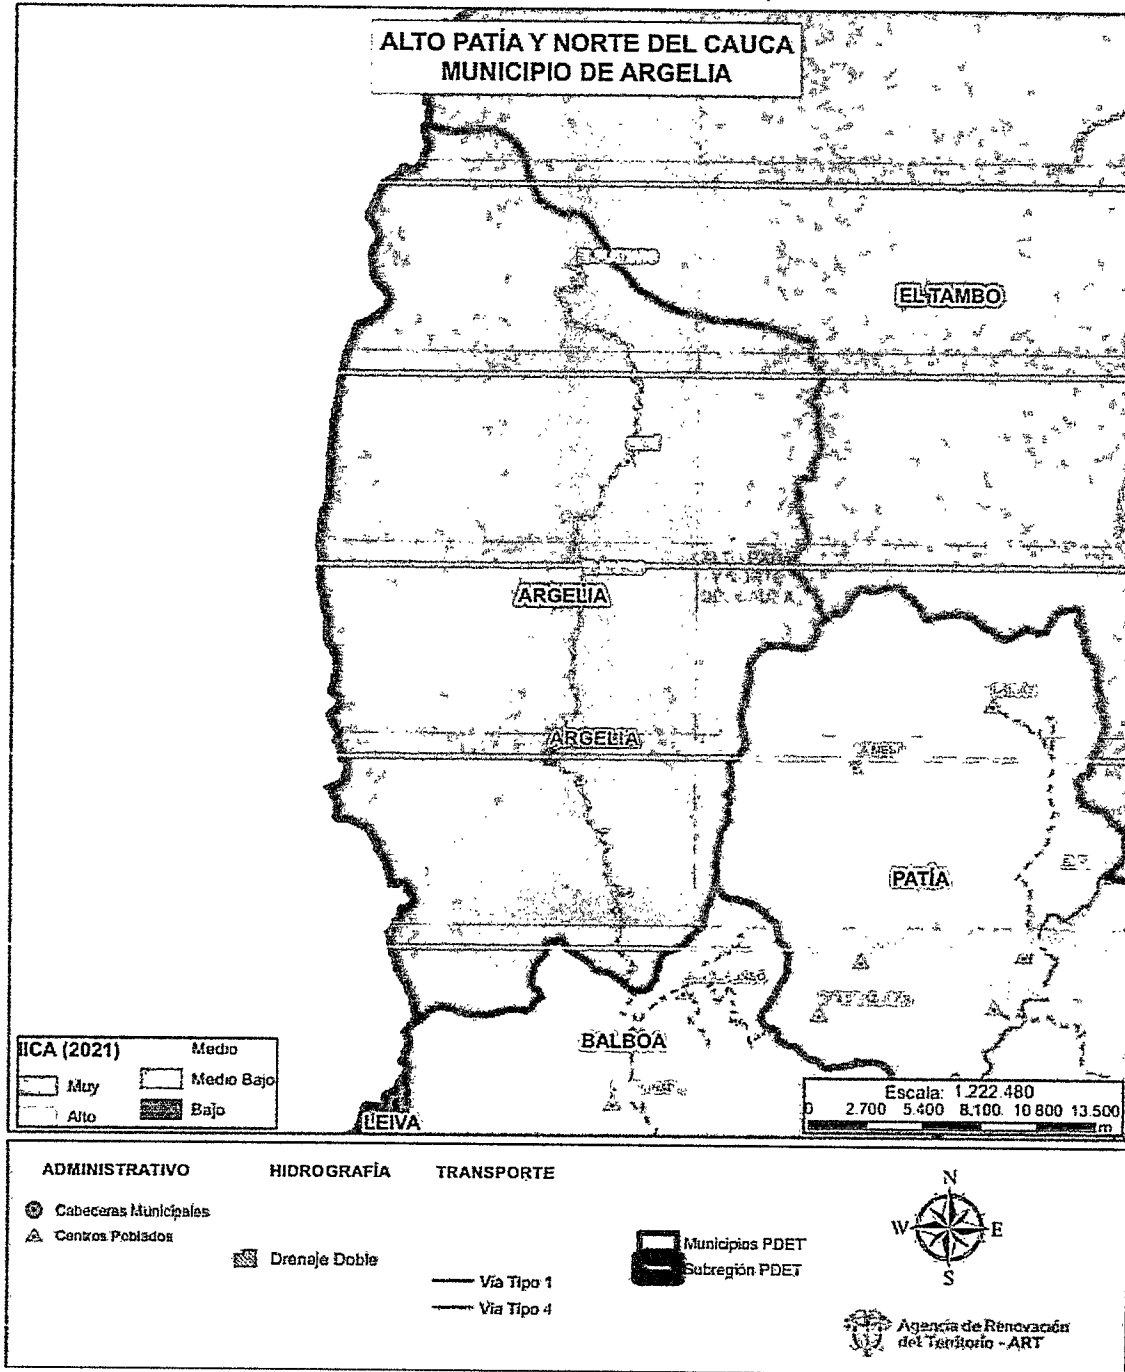 ALTO PATÍA Y NORTE DEL CAUCA
MUNICIPIO DE ARGELIA
EL TAMBO
ARGELIA
ARGELIA
PATÍA
BALBOA
LEIVA
IICA (2021)
Muy
Alto
Medio
Medio Bajo
Bajo
Escala: 1.222.480
0 2.700 5.400 8.100 10.800 13.500
m
ADMINISTRATIVO
Cabeceras Municipales
Centros Poblados
HIDROGRAFÍA
Drenaje Doble
TRANSPORTE
Vía Tipo 1
Vía Tipo 4
Municipios PDET
Subregión PDET
N
W E
S
Agencia de Renovación
del Territorio - ART